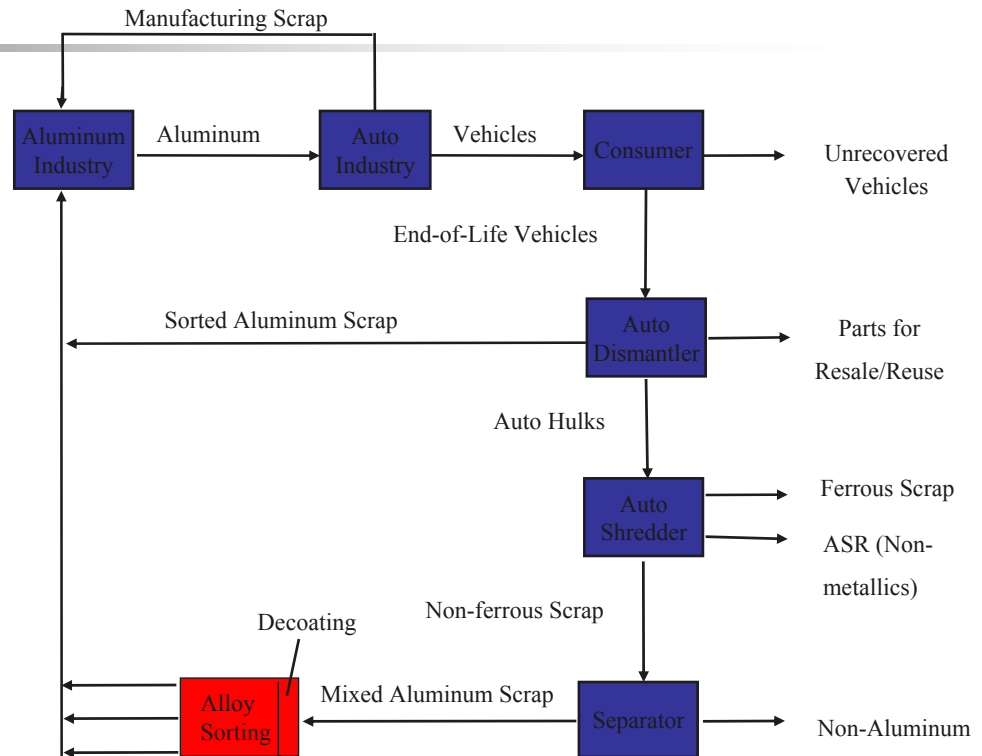 Manufacturing Scrap
Aluminum
Industry
Aluminum
Auto
Industry
Vehicles
Consumer
Unrecovered
Vehicles
End-of-Life Vehicles
Sorted Aluminum Scrap
Auto
Dismantler
Parts for
Resale/Reuse
Auto Hulks
Auto
Shredder
Ferrous Scrap
ASR (Non-
metallics)
Non-ferrous Scrap
Decoating
Alloy
Sorting
Mixed Aluminum Scrap
Separator
Non-Aluminum